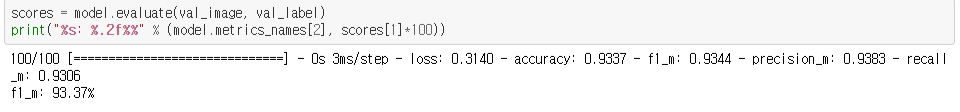 scores = model.evaluate(val_image, val_label)
print("%s: %.2f%%" % (model.metrics_names[2], scores[1]*100))
100/100 [==============================] - 0s 3ms/step - loss: 0.3140 - accuracy: 0.9337 - f1_m: 0.9344 - precision_m: 0.9383 - recall
_m: 0.9306
f1_m: 93.37%